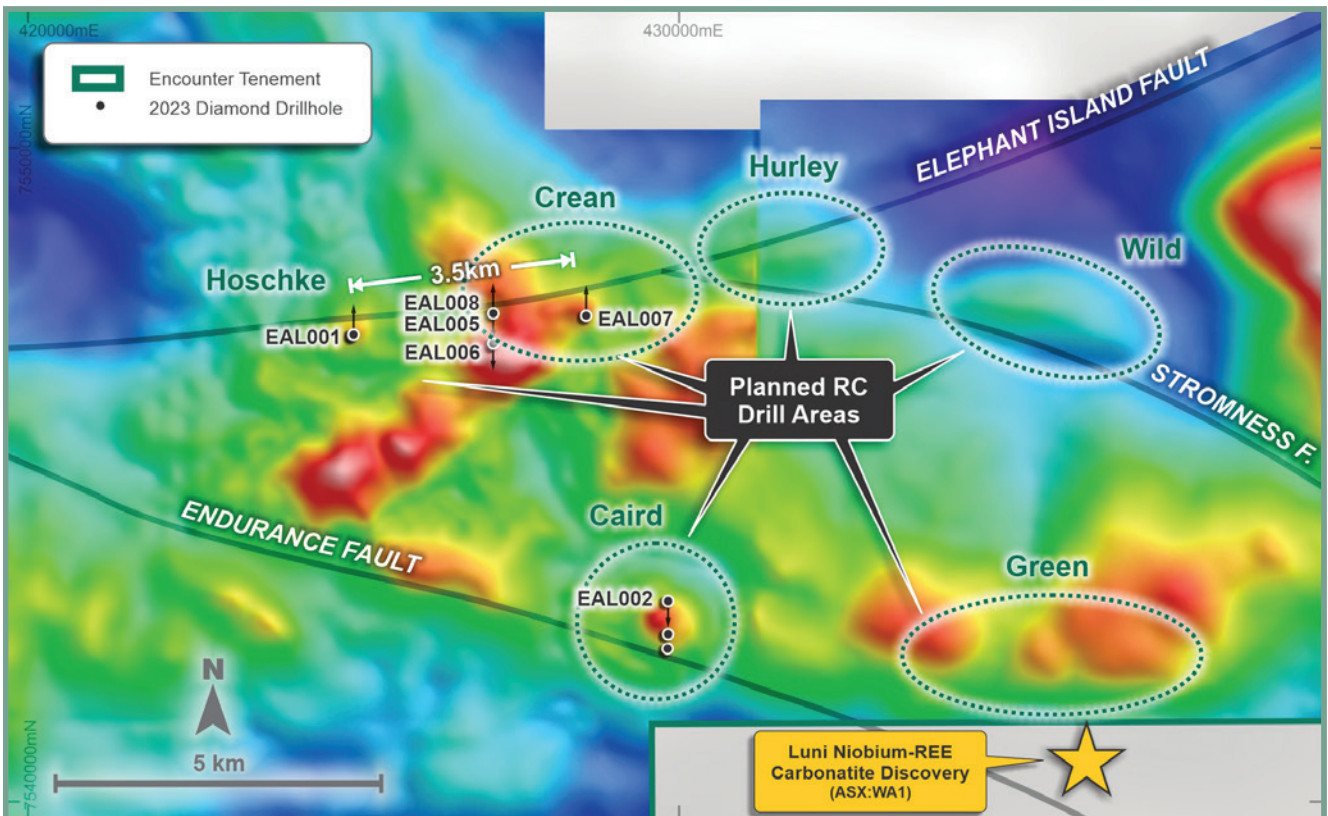 420000mE
430000mE
7550000mN
7540000mN
Encounter Tenement
2023 Diamond Drillhole
ELEPHANT ISLAND FAULT
Hurley
Crean
Wild
Hoschke
3.5km
EAL008
EAL005
EAL001
EAL007
EAL006
Planned RC
Drill Areas
STROMNESS F.
ENDURANCE FAULT
Caird
EAL002
Green
N
5 km
Luni Niobium-REE
Carbonatite Discovery
(ASX:WA1)